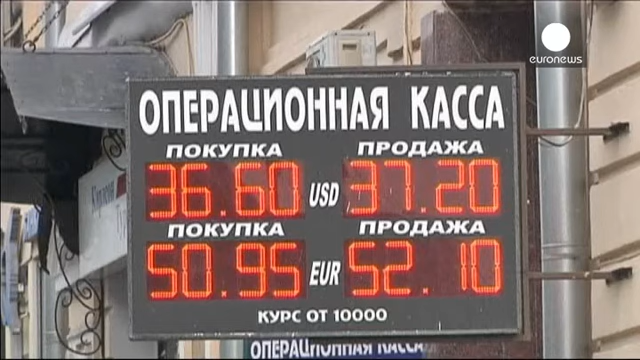 euronews
ОПЕРАЦИОННАЯ КАССА
ПОКУПКА ПРОДАЖА
36.60 USD 37.20
ПОКУПКА ПРОДАЖА
50.95 EUR 52.10
КУРС ОТ 10000
ОПЕРАЦИОННАЯ КАССА